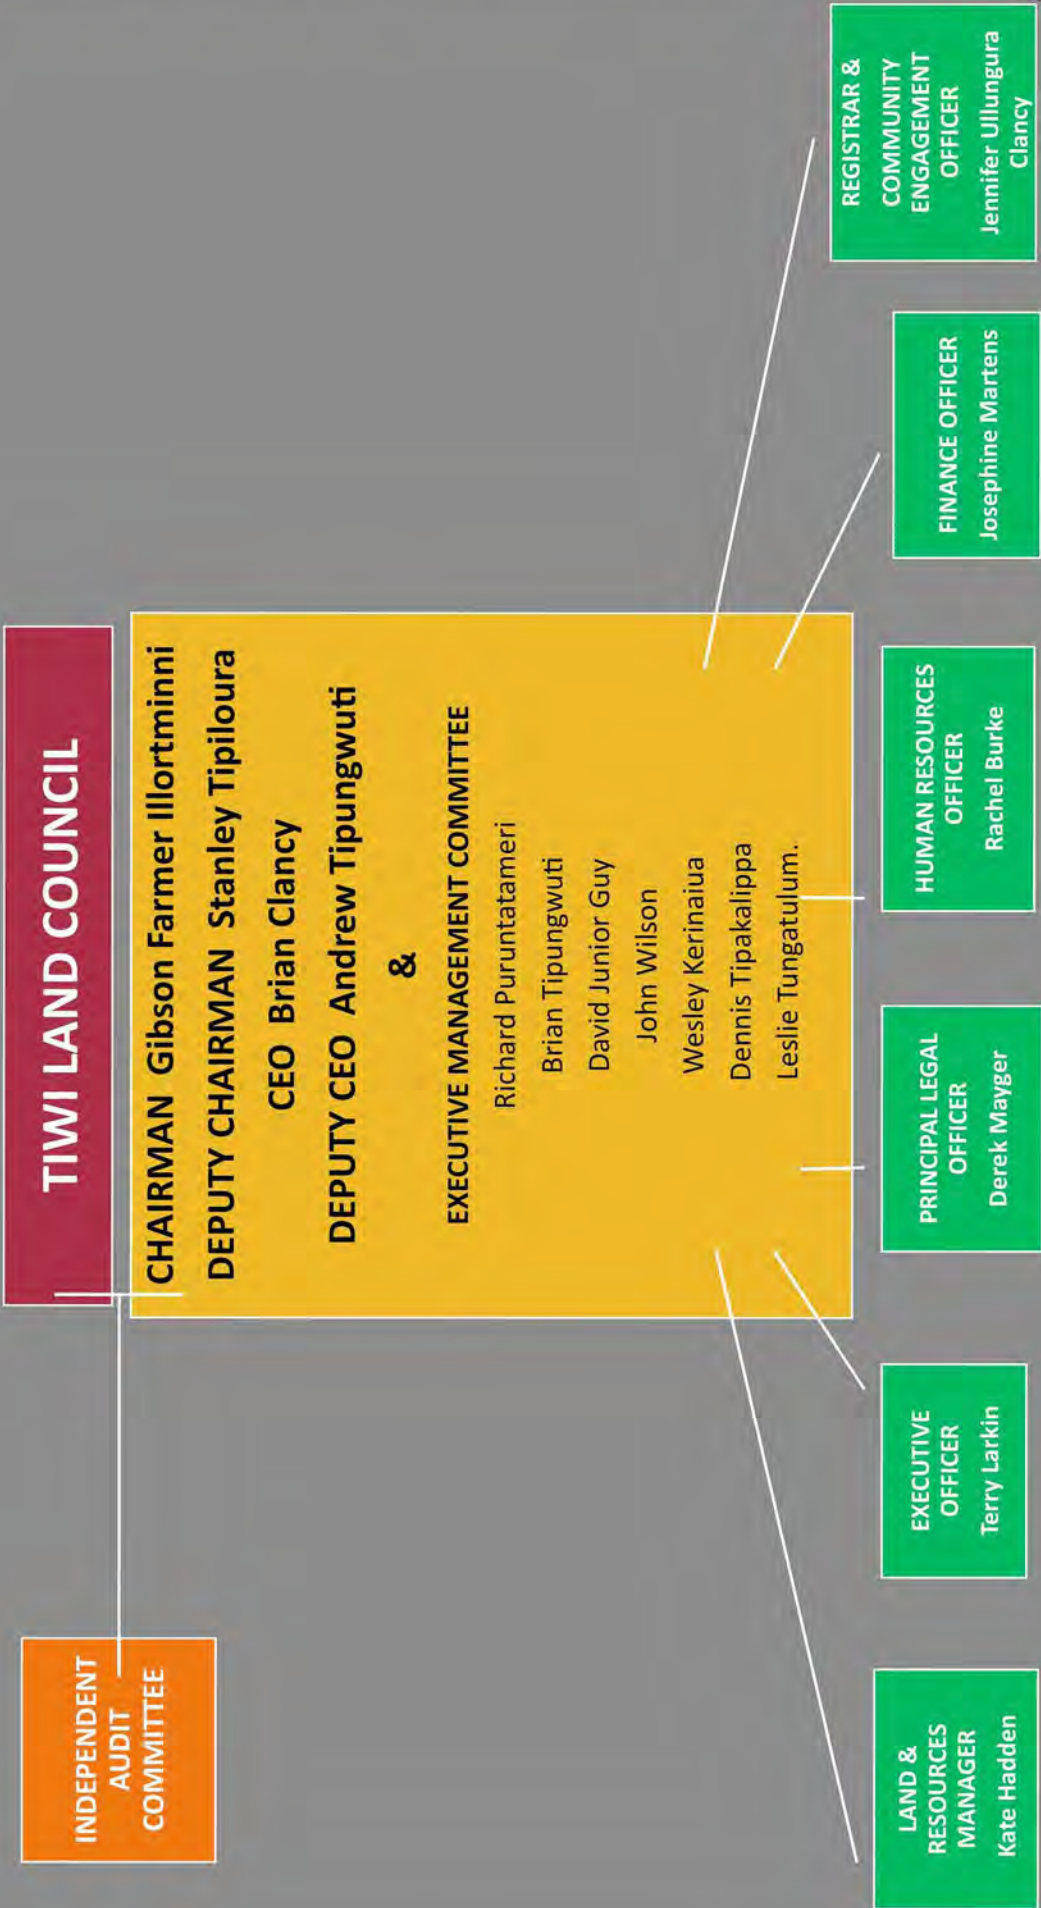 TIWI LAND COUNCIL
INDEPENDENT
AUDIT
COMMITTEE
CHAIRMAN Gibson Farmer Illortminni
DEPUTY CHAIRMAN Stanley Tipiloura
CEO Brian Clancy
DEPUTY CEO Andrew Tipungwuti
&
EXECUTIVE MANAGEMENT COMMITTEE
Richard Puruntatameri
Brian Tipungwuti
David Junior Guy
John Wilson
Wesley Kerinaiua
Dennis Tipakalippa
Leslie Tungatulum.
LAND &
RESOURCES
MANAGER
Kate Hadden
EXECUTIVE
OFFICER
Terry Larkin
PRINCIPAL LEGAL
OFFICER
Derek Mayger
HUMAN RESOURCES
OFFICER
Rachel Burke
FINANCE OFFICER
Josephine Martens
REGISTRAR &
COMMUNITY
ENGAGEMENT
OFFICER
Jennifer Ullungura
Clancy